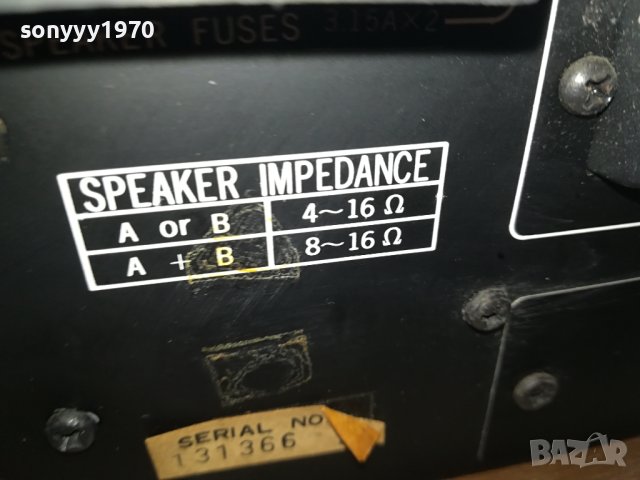 sonyyy1970
SPEAKER FUSES 3.15A×2
SPEAKER IMPEDANCE
A or B 4~16 Ω
A + B 8~16 Ω
SERIAL NO
131366
BAZAR